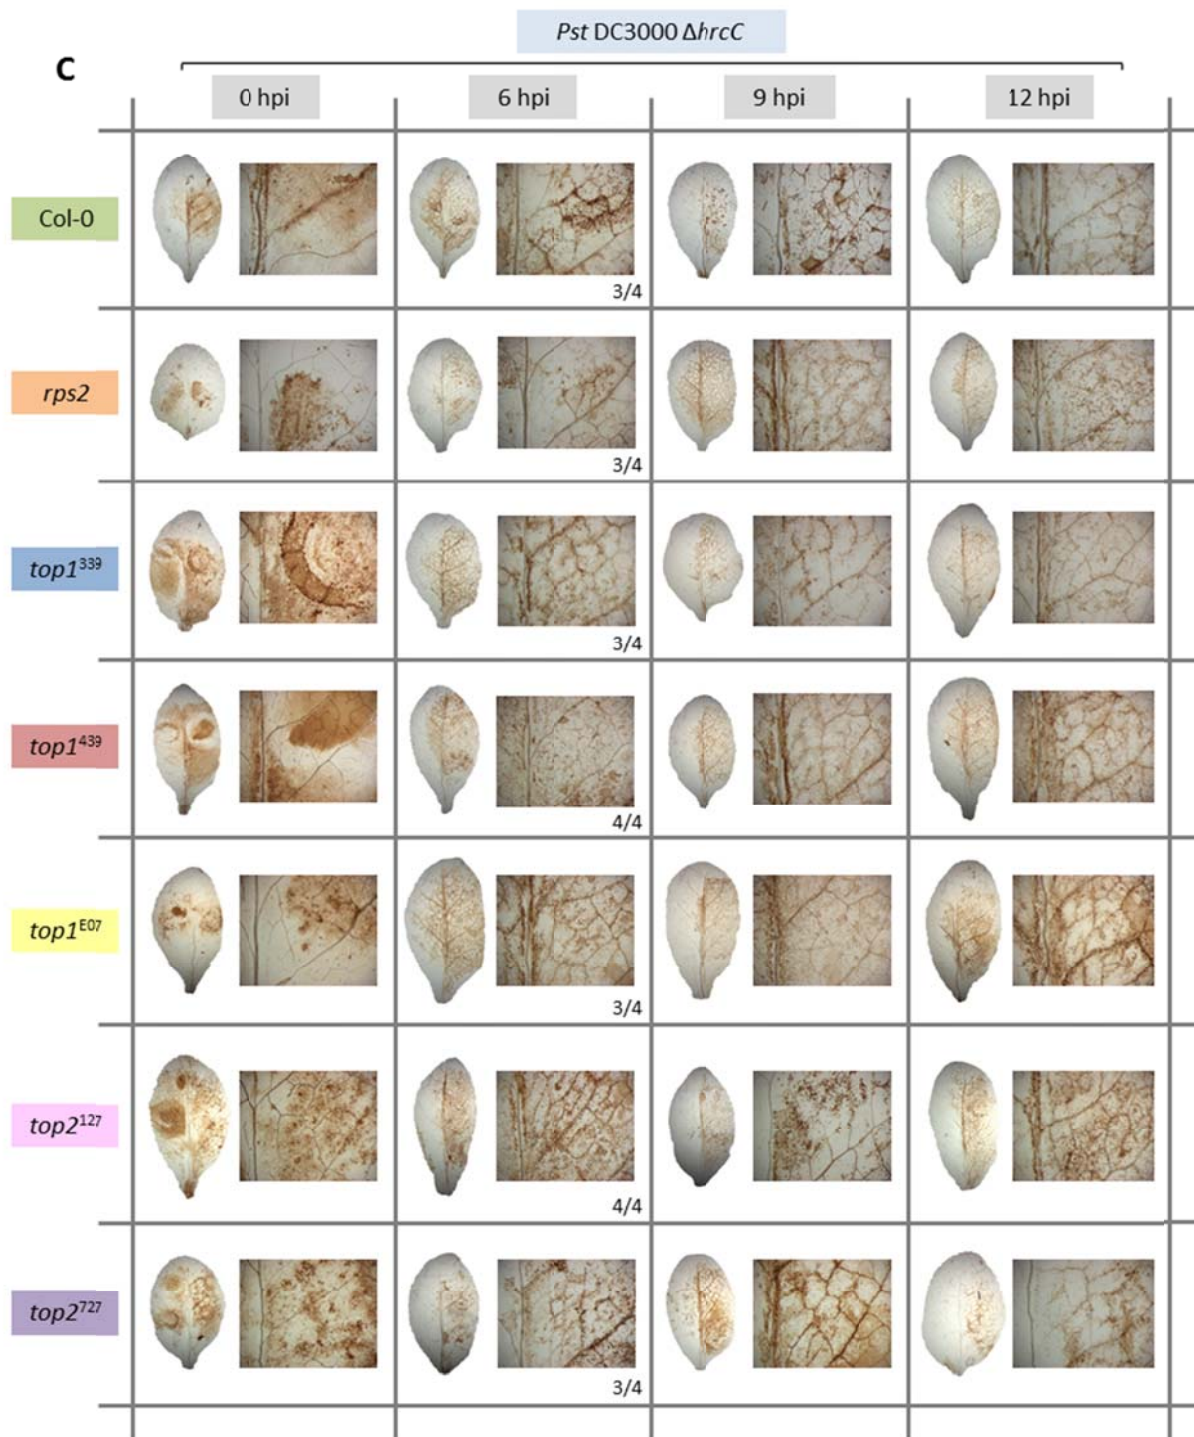 Pst DC3000 ΔhrcC
C
0 hpi
6 hpi
9 hpi
12 hpi
Col-0
3/4
rps2
3/4
top1³³⁹
3/4
top1⁴³⁹
4/4
top1ᴱ⁰⁷
3/4
top2¹²⁷
4/4
top2⁷²⁷
3/4